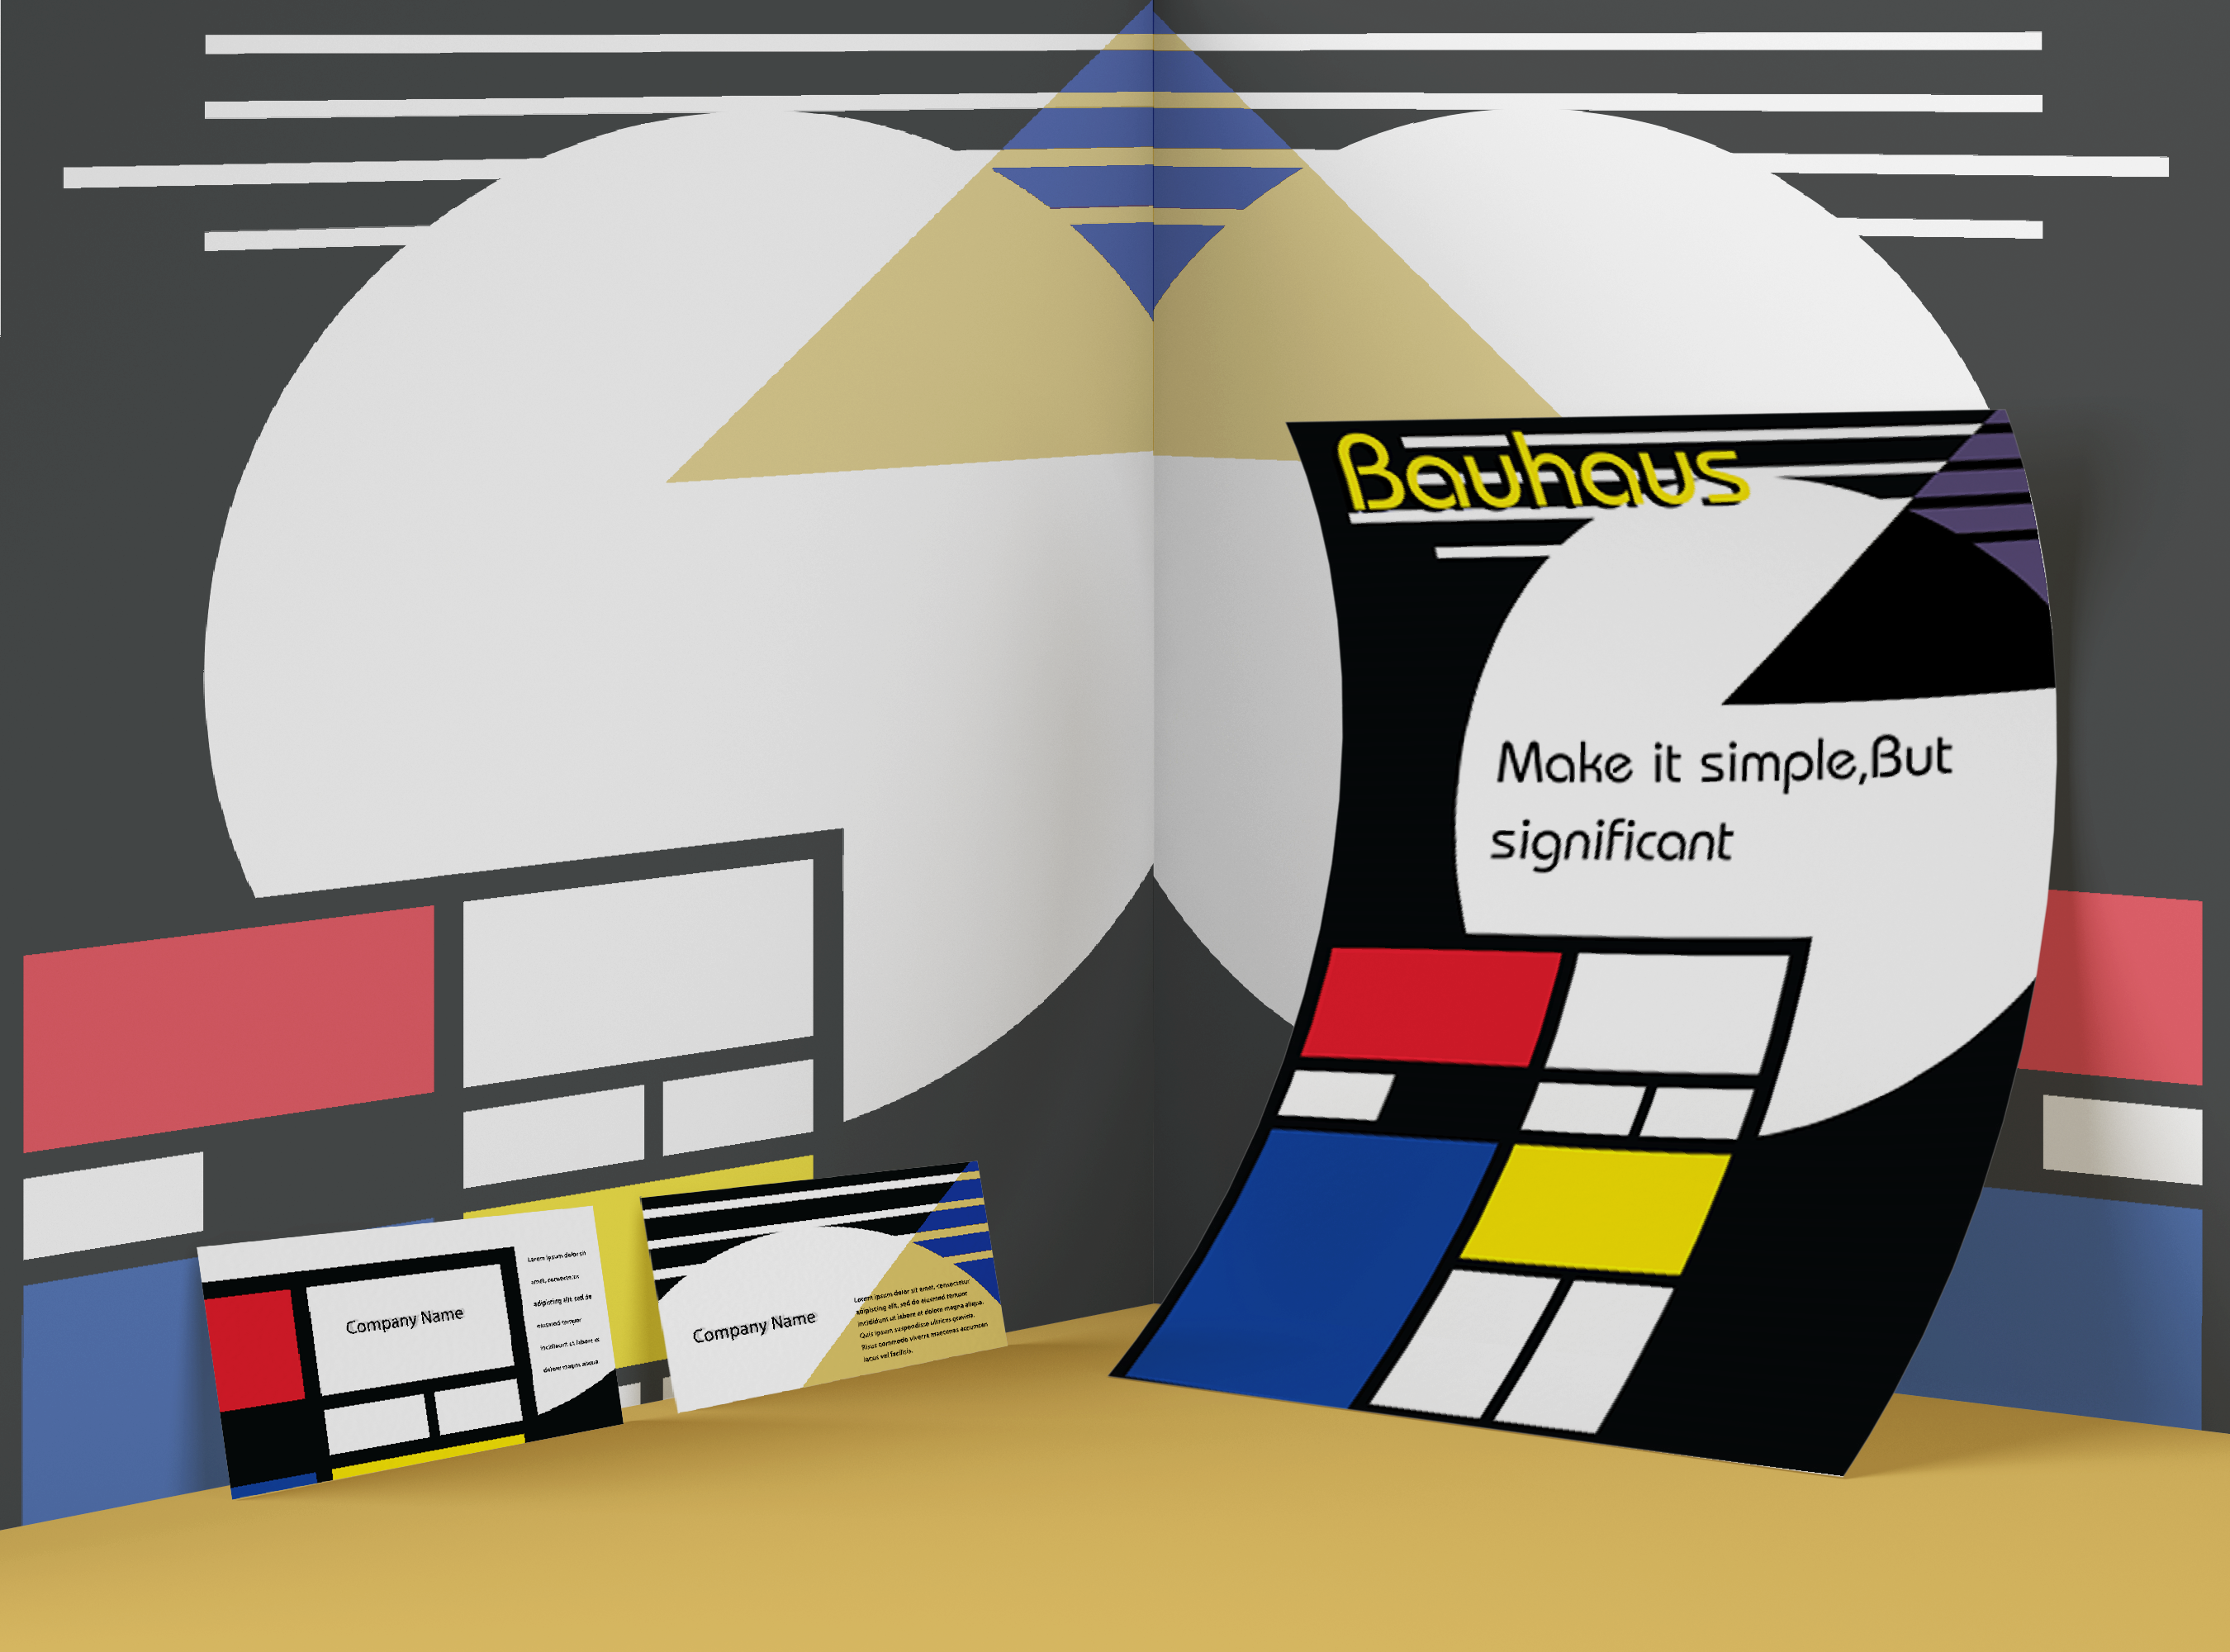 Bauhaus
Make it simple,But
significant
Company Name
Lorem ipsum dolor sit
amet, consectetur
adipiscing elit, sed do
eiusmod tempor
incididunt ut labore et
dolore magna aliqua
Company Name
Lorem ipsum dolor sit amet, consectetur
adipiscing elit, sed do eiusmod tempor
incididunt ut labore et dolore magna aliqua.
Quis ipsum suspendisse ultrices gravida.
Risus commodo viverra maecenas accumsan
lacus vel facilisis.